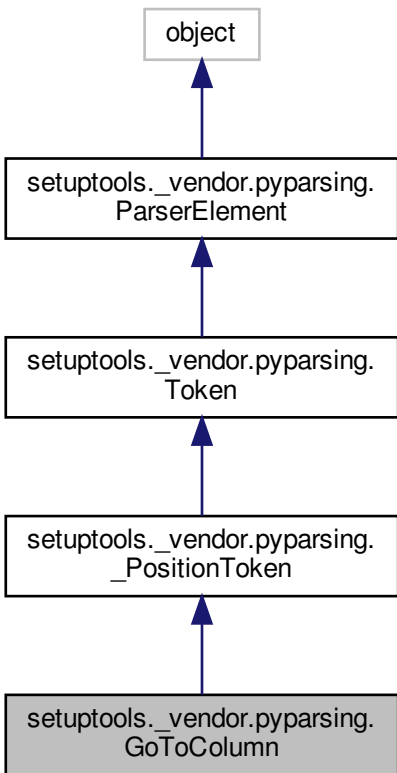 object
setuptools._vendor.pyparsing.
ParserElement
setuptools._vendor.pyparsing.
Token
setuptools._vendor.pyparsing.
_PositionToken
setuptools._vendor.pyparsing.
GoToColumn